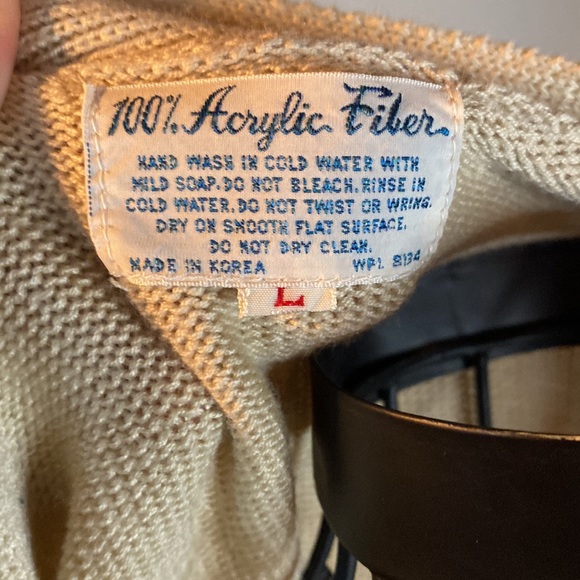 100% Acrylic Fiber
HAND WASH IN COLD WATER WITH
MILD SOAP. DO NOT BLEACH. RINSE IN
COLD WATER. DO NOT TWIST OR WRING.
DRY ON SMOOTH FLAT SURFACE.
DO NOT DRY CLEAN.
MADE IN KOREA WPL 8134
L